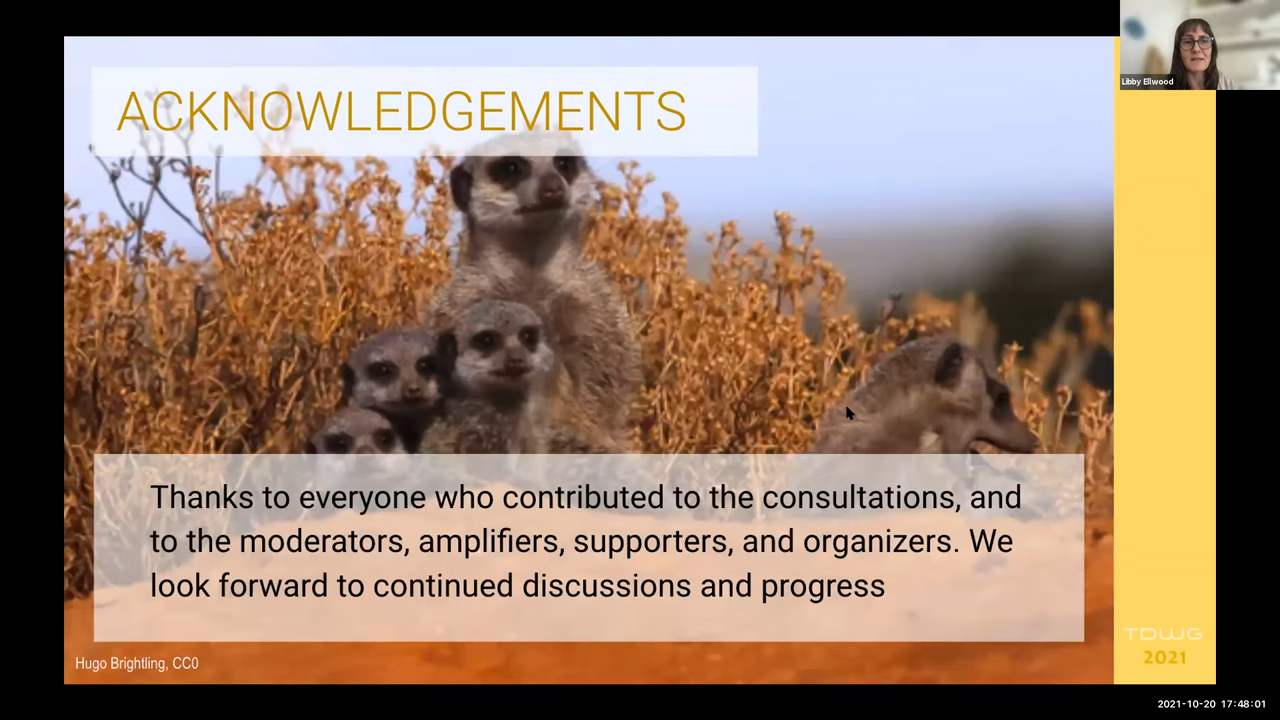 ACKNOWLEDGEMENTS
Libby Ellwood
Thanks to everyone who contributed to the consultations, and
to the moderators, amplifiers, supporters, and organizers. We
look forward to continued discussions and progress
Hugo Brightling, CC0
TDWG
2021
2021-10-20 17:48:01